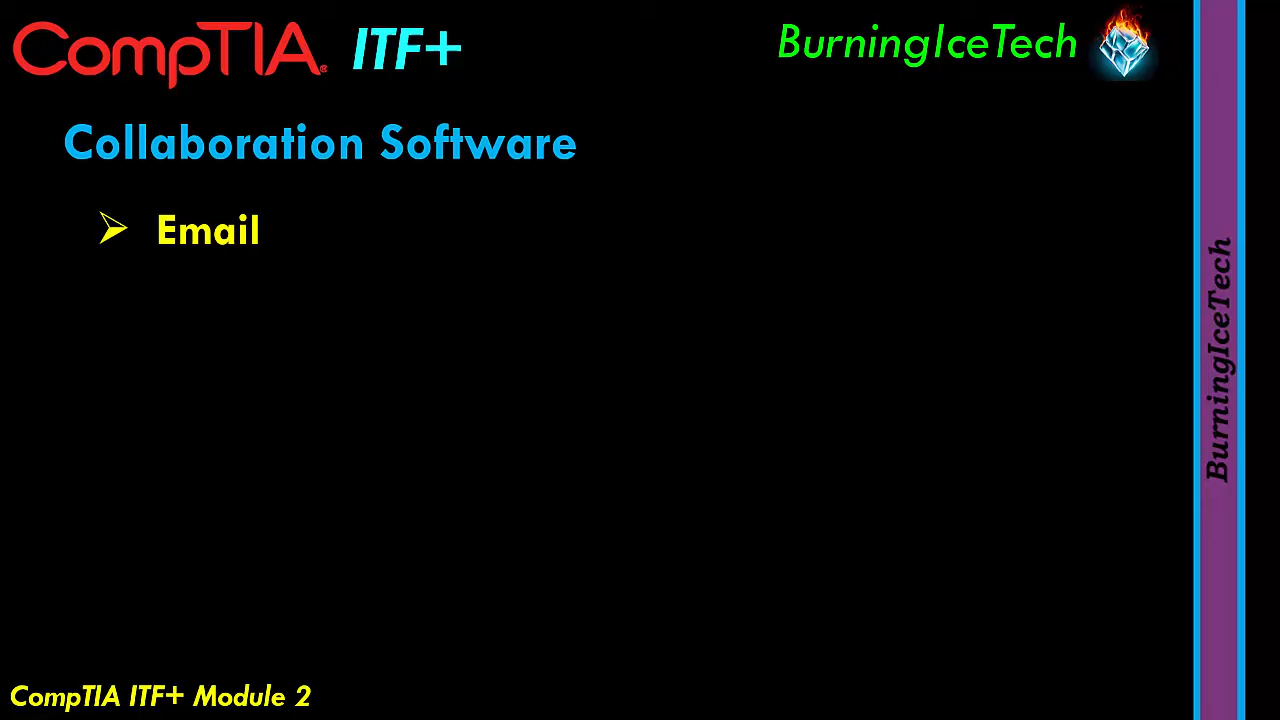 CompTIA® ITF+
BurningIceTech
Collaboration Software
➢ Email
BurningIceTech
CompTIA ITF+ Module 2